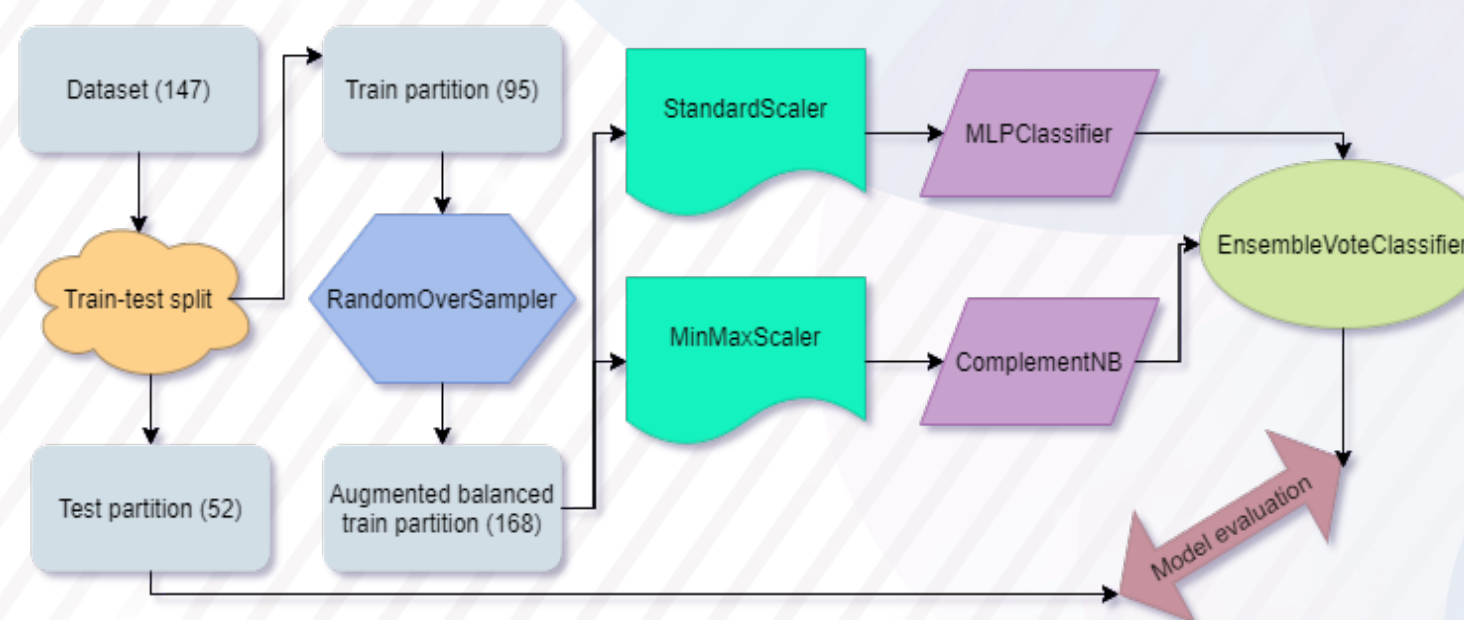 Dataset (147)
Train-test split
Test partition (52)
Train partition (95)
RandomOverSampler
Augmented balanced
train partition (168)
StandardScaler
MinMaxScaler
MLPClassifier
ComplementNB
EnsembleVoteClassifier
Model evaluation